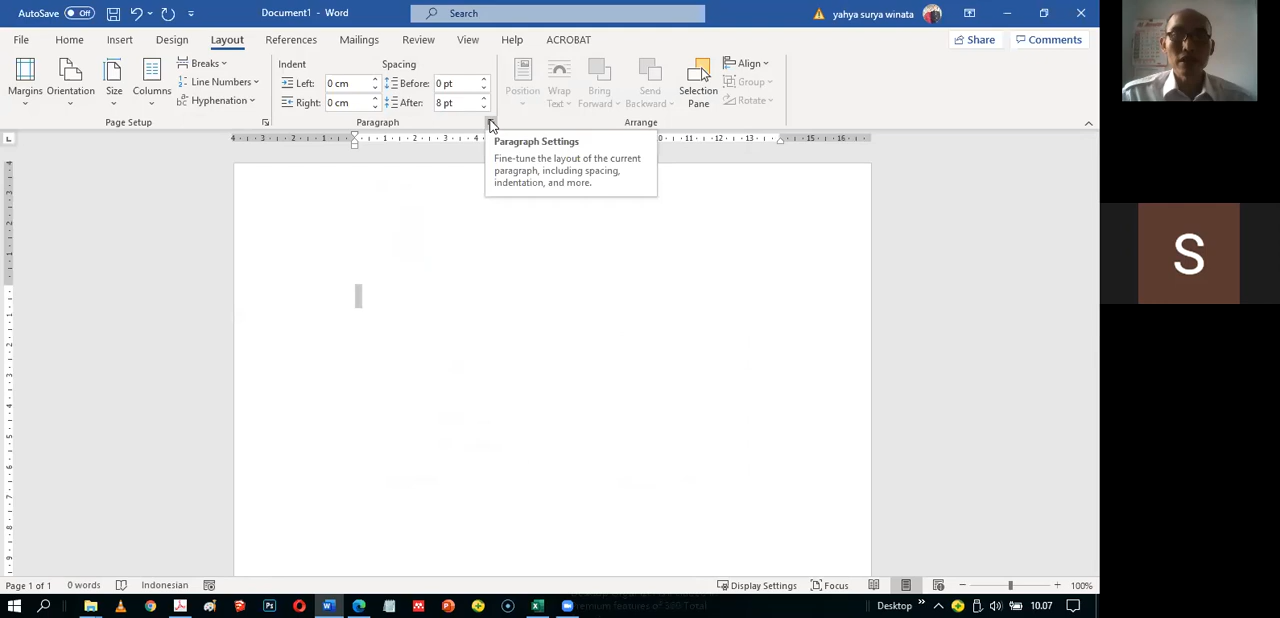 AutoSave Off Document1 - Word Search yahya surya winata
File Home Insert Design Layout References Mailings Review View Help ACROBAT Share Comments
Margins Orientation Size Columns
Breaks
Line Numbers
Hyphenation
Page Setup
Indent
Left: 0 cm
Right: 0 cm
Spacing
Before: 0 pt
After: 8 pt
Paragraph
Position
Wrap Text
Bring Forward
Send Backward
Selection Pane
Align
Group
Rotate
Arrange
Paragraph Settings
Fine-tune the layout of the current
paragraph, including spacing,
indentation, and more.
S
Page 1 of 1 0 words Indonesian Display Settings Focus 100%
Desktop 10.07